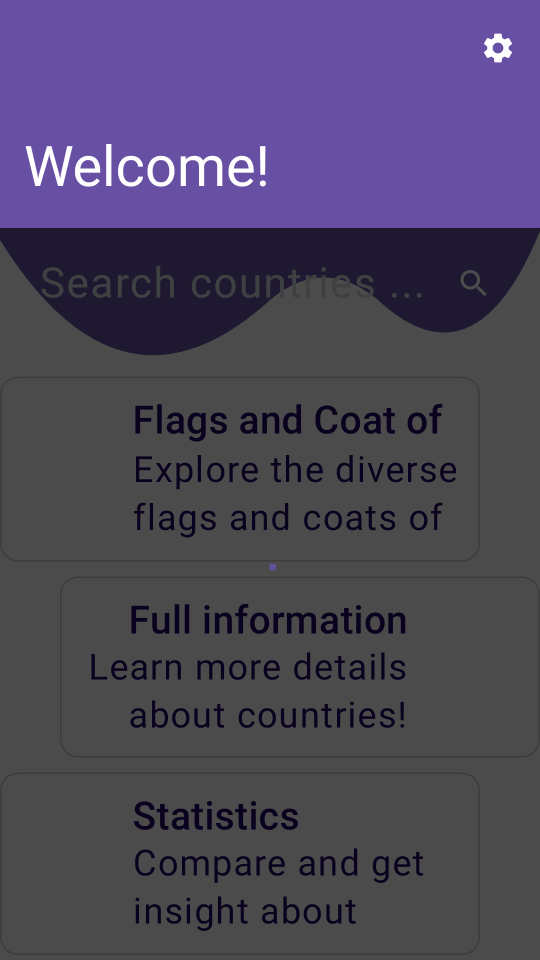 Welcome!
Search countries ...
Flags and Coat of
Explore the diverse
flags and coats of
Full information
Learn more details
about countries!
Statistics
Compare and get
insight about